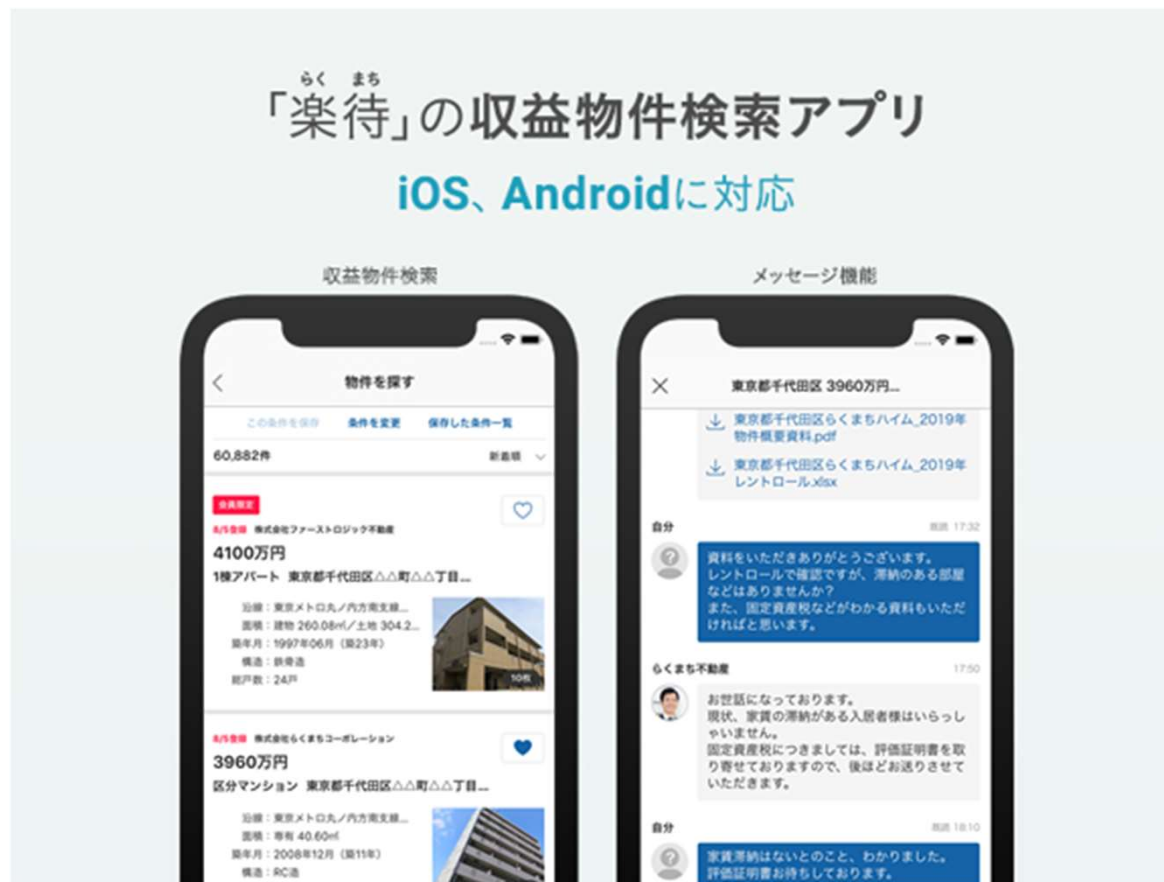 らく まち
「楽待」の収益物件検索アプリ
iOS、Androidに対応
収益物件検索
物件を探す
この条件を保存 条件を変更 保存した条件一覧
60,882件 新着順
会員限定
8/5登録 株式会社ファーストロジック不動産
4100万円
1棟アパート 東京都千代田区△△町△△丁目...
沿線：東京メトロ丸ノ内方南支線...
面積：建物 260.08㎡／土地 304.2...
築年月：1997年06月（築23年）
構造：鉄骨造
総戸数：24戸
10枚
8/5登録 株式会社らくまちコーポレーション
3960万円
区分マンション 東京都千代田区△△町△△丁目...
沿線：東京メトロ丸ノ内方南支線...
面積：専有 40.60㎡
築年月：2008年12月（築11年）
構造：RC造
メッセージ機能
東京都千代田区 3960万円...
東京都千代田区らくまちハイム_2019年
物件概要資料.pdf
東京都千代田区らくまちハイム_2019年
レントロール.xlsx
自分 既読 17:32
資料をいただきありがとうございます。
レントロールで確認ですが、滞納のある部屋
などはありませんか？
また、固定資産税などがわかる資料もいただ
ければと思います。
らくまち不動産 17:50
お世話になっております。
現状、家賃の滞納がある入居者様はいらっし
ゃいません。
固定資産税につきましては、評価証明書を取
り寄せておりますので、後ほどお送りさせて
いただきます。
自分 既読 18:10
家賃滞納はないとのこと、わかりました。
評価証明書お待ちしております。